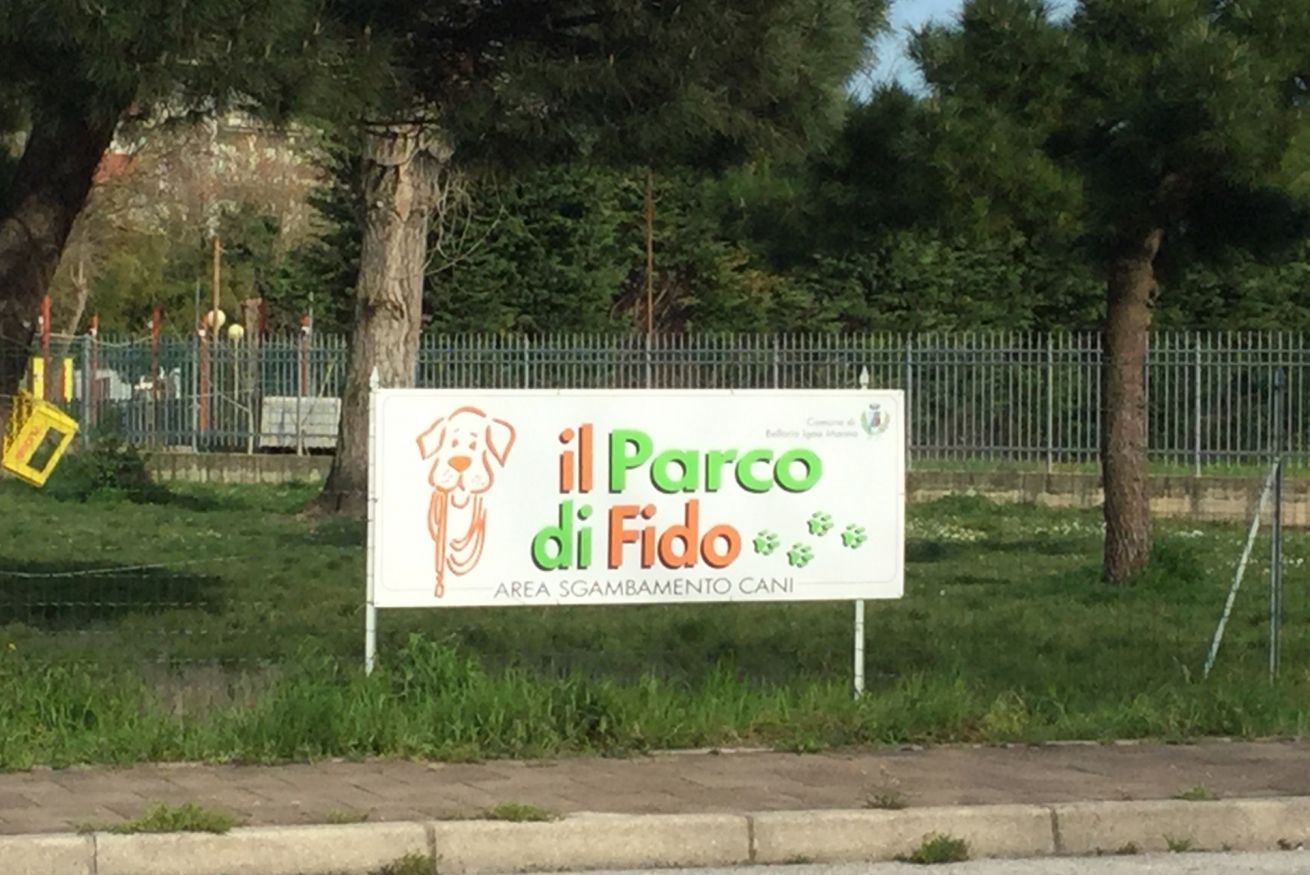 Comune di
Bellaria Igea Marina
il Parco
di Fido
AREA SGAMBAMENTO CANI